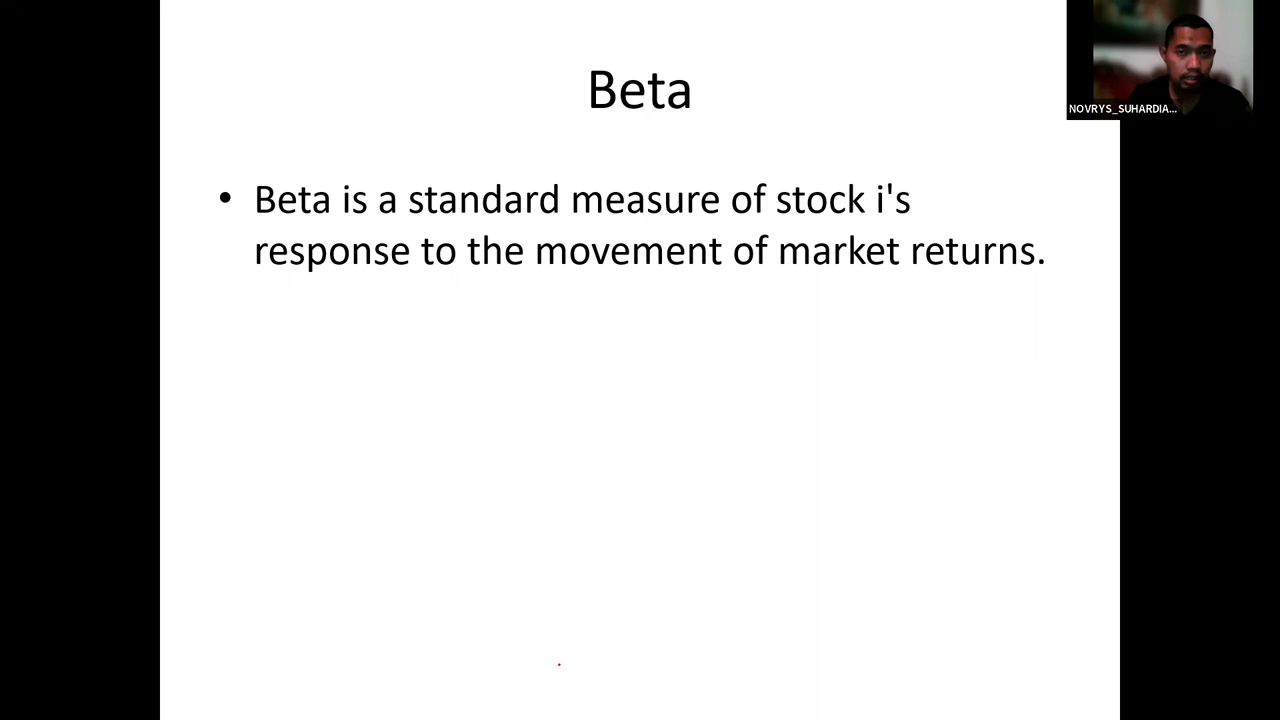 Beta
NOVRYS_SUHARDIA...
• Beta is a standard measure of stock i's
response to the movement of market returns.